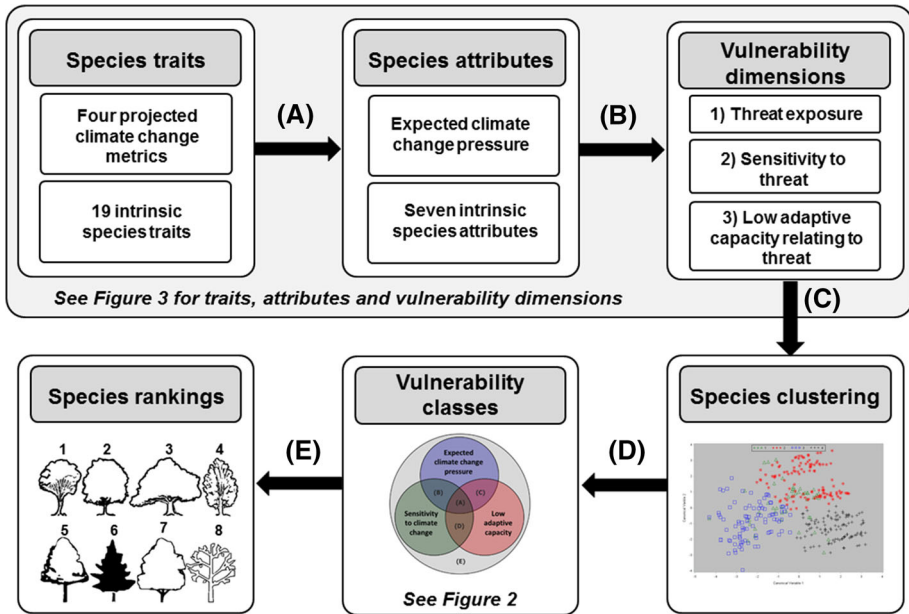 Species traits
Four projected
climate change
metrics
19 intrinsic
species traits
(A)
Species attributes
Expected climate
change pressure
Seven intrinsic
species attributes
(B)
Vulnerability
dimensions
1) Threat exposure
2) Sensitivity to
threat
3) Low adaptive
capacity relating to
threat
See Figure 3 for traits, attributes and vulnerability dimensions
(C)
Species clustering
(D)
Vulnerability
classes
Expected
climate change
pressure
(B)
(C)
(A)
Sensitivity
to climate
change
Low
adaptive
capacity
(D)
(E)
See Figure 2
(E)
Species rankings
1 2 3 4
5 6 7 8